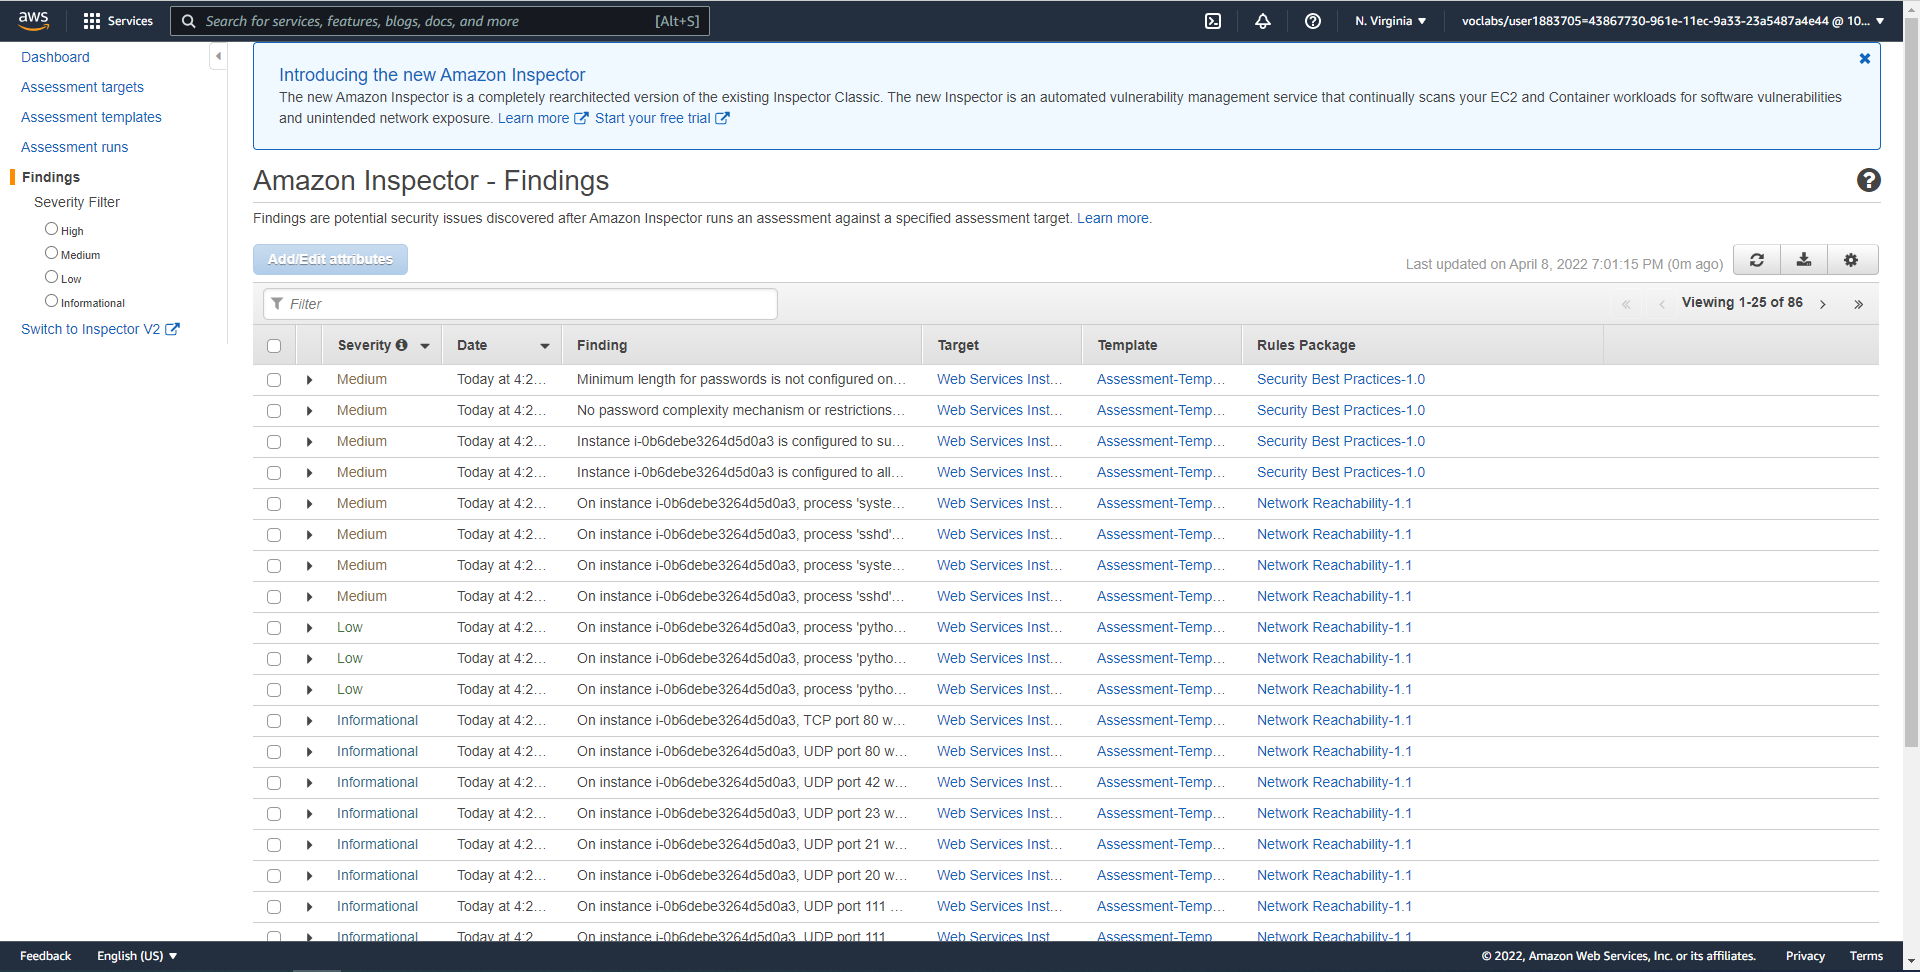 aws Services Search for services, features, blogs, docs, and more [Alt+S] N. Virginia voclabs/user1883705=43867730-961e-11ec-9a33-23a5487a4e44 @ 10...
Dashboard
Assessment targets
Assessment templates
Assessment runs
Findings
Severity Filter
High
Medium
Low
Informational
Switch to Inspector V2
Introducing the new Amazon Inspector
The new Amazon Inspector is a completely rearchitected version of the existing Inspector Classic. The new Inspector is an automated vulnerability management service that continually scans your EC2 and Container workloads for software vulnerabilities
and unintended network exposure. Learn more Start your free trial
Amazon Inspector - Findings
Findings are potential security issues discovered after Amazon Inspector runs an assessment against a specified assessment target. Learn more.
Add/Edit attributes Last updated on April 8, 2022 7:01:15 PM (0m ago)
Filter « ‹ Viewing 1-25 of 86 › »
Severity Date Finding Target Template Rules Package
Medium Today at 4:2... Minimum length for passwords is not configured on... Web Services Inst... Assessment-Temp... Security Best Practices-1.0
Medium Today at 4:2... No password complexity mechanism or restrictions... Web Services Inst... Assessment-Temp... Security Best Practices-1.0
Medium Today at 4:2... Instance i-0b6debe3264d5d0a3 is configured to su... Web Services Inst... Assessment-Temp... Security Best Practices-1.0
Medium Today at 4:2... Instance i-0b6debe3264d5d0a3 is configured to all... Web Services Inst... Assessment-Temp... Security Best Practices-1.0
Medium Today at 4:2... On instance i-0b6debe3264d5d0a3, process 'syste... Web Services Inst... Assessment-Temp... Network Reachability-1.1
Medium Today at 4:2... On instance i-0b6debe3264d5d0a3, process 'sshd'... Web Services Inst... Assessment-Temp... Network Reachability-1.1
Medium Today at 4:2... On instance i-0b6debe3264d5d0a3, process 'syste... Web Services Inst... Assessment-Temp... Network Reachability-1.1
Medium Today at 4:2... On instance i-0b6debe3264d5d0a3, process 'sshd'... Web Services Inst... Assessment-Temp... Network Reachability-1.1
Low Today at 4:2... On instance i-0b6debe3264d5d0a3, process 'pytho... Web Services Inst... Assessment-Temp... Network Reachability-1.1
Low Today at 4:2... On instance i-0b6debe3264d5d0a3, process 'pytho... Web Services Inst... Assessment-Temp... Network Reachability-1.1
Low Today at 4:2... On instance i-0b6debe3264d5d0a3, process 'pytho... Web Services Inst... Assessment-Temp... Network Reachability-1.1
Informational Today at 4:2... On instance i-0b6debe3264d5d0a3, TCP port 80 w... Web Services Inst... Assessment-Temp... Network Reachability-1.1
Informational Today at 4:2... On instance i-0b6debe3264d5d0a3, UDP port 80 w... Web Services Inst... Assessment-Temp... Network Reachability-1.1
Informational Today at 4:2... On instance i-0b6debe3264d5d0a3, UDP port 42 w... Web Services Inst... Assessment-Temp... Network Reachability-1.1
Informational Today at 4:2... On instance i-0b6debe3264d5d0a3, UDP port 23 w... Web Services Inst... Assessment-Temp... Network Reachability-1.1
Informational Today at 4:2... On instance i-0b6debe3264d5d0a3, UDP port 21 w... Web Services Inst... Assessment-Temp... Network Reachability-1.1
Informational Today at 4:2... On instance i-0b6debe3264d5d0a3, UDP port 20 w... Web Services Inst... Assessment-Temp... Network Reachability-1.1
Informational Today at 4:2... On instance i-0b6debe3264d5d0a3, UDP port 111 ... Web Services Inst... Assessment-Temp... Network Reachability-1.1
Informational Today at 4:2 On instance i-0b6debe3264d5d0a3, UDP port 111 Web Services Inst Assessment-Temp Network Reachability-1.1
Feedback English (US) © 2022, Amazon Web Services, Inc. or its affiliates. Privacy Terms